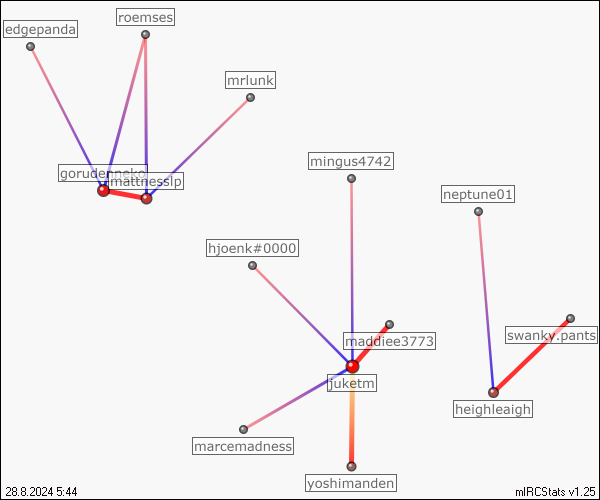 roemses
edgepanda
mrlunk
mingus4742
gorudenneko
mattnesslp
neptune01
hjoenk#0000
swanky.pants
maddiee3773
juketm
heighleaigh
marcemadness
yoshimanden
28.8.2024 5:44
mIRCStats v1.25